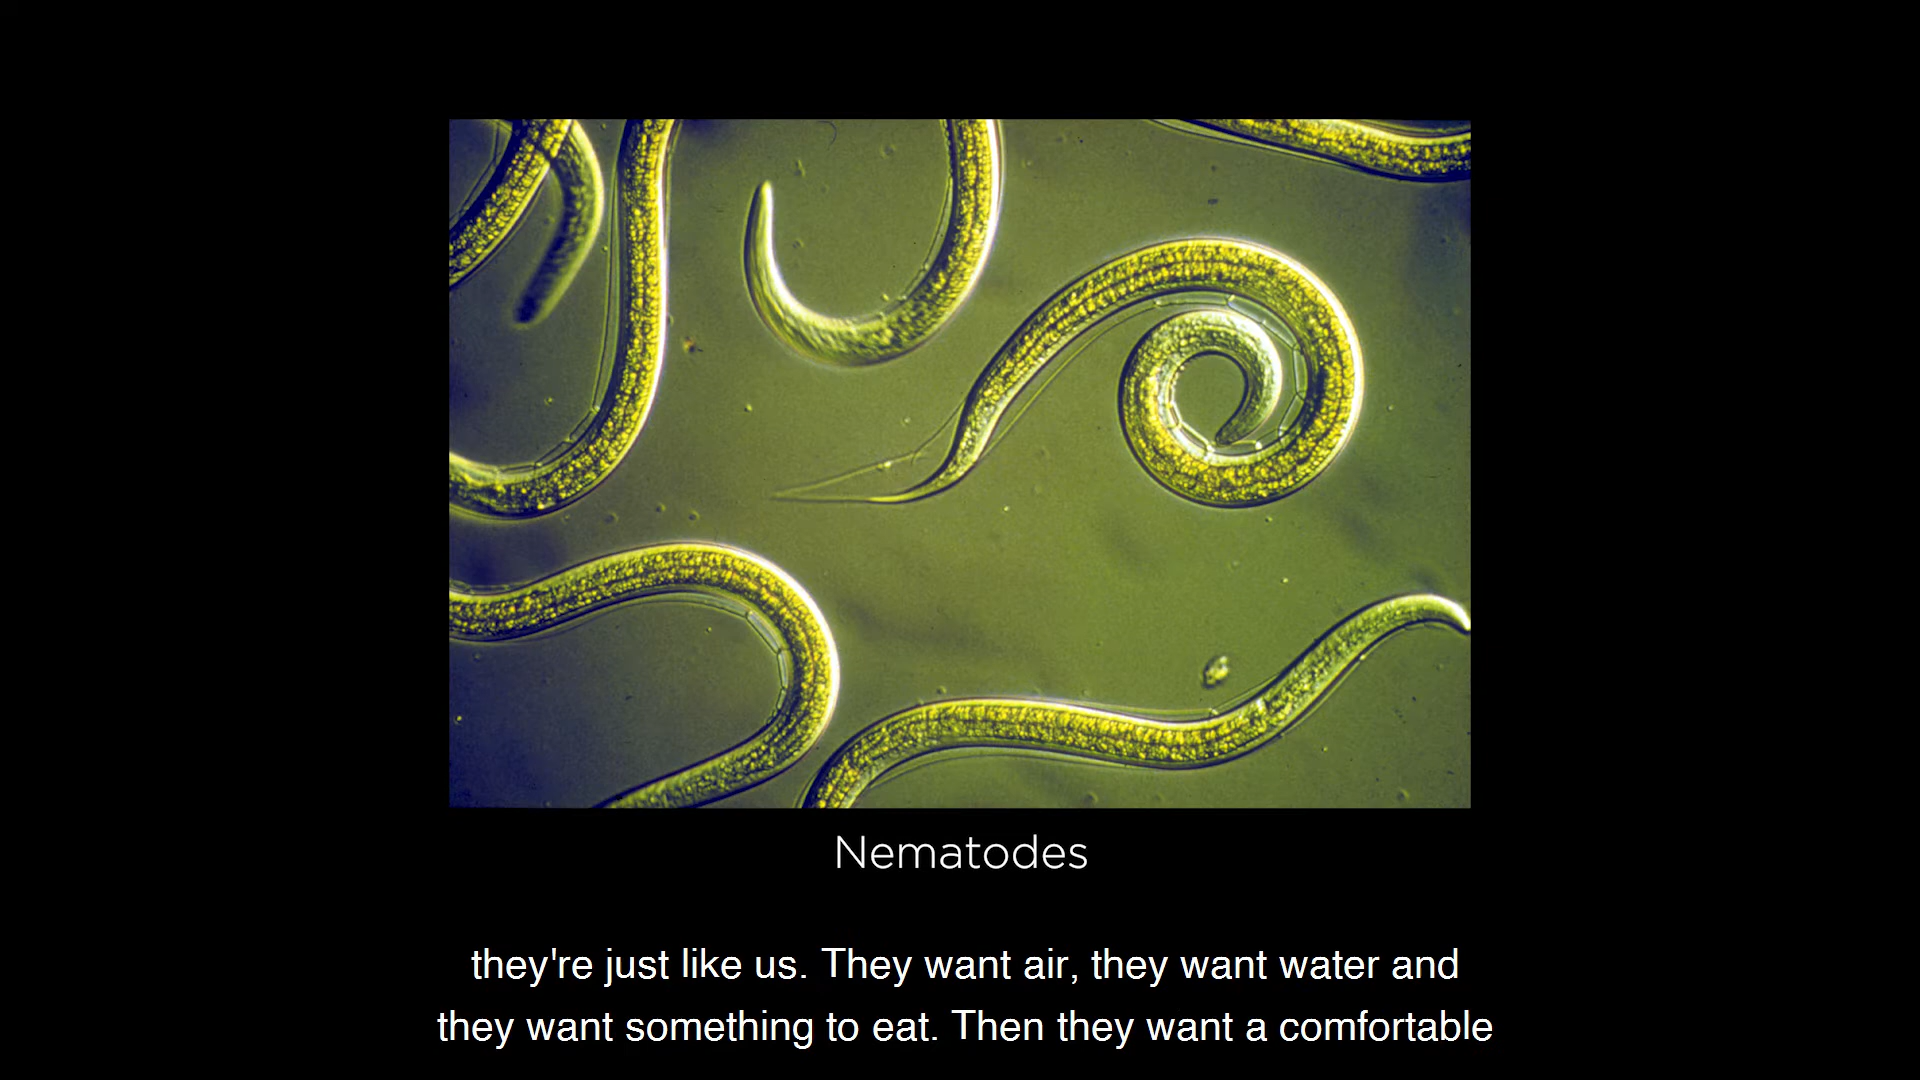 Nematodes
they're just like us. They want air, they want water and
they want something to eat. Then they want a comfortable